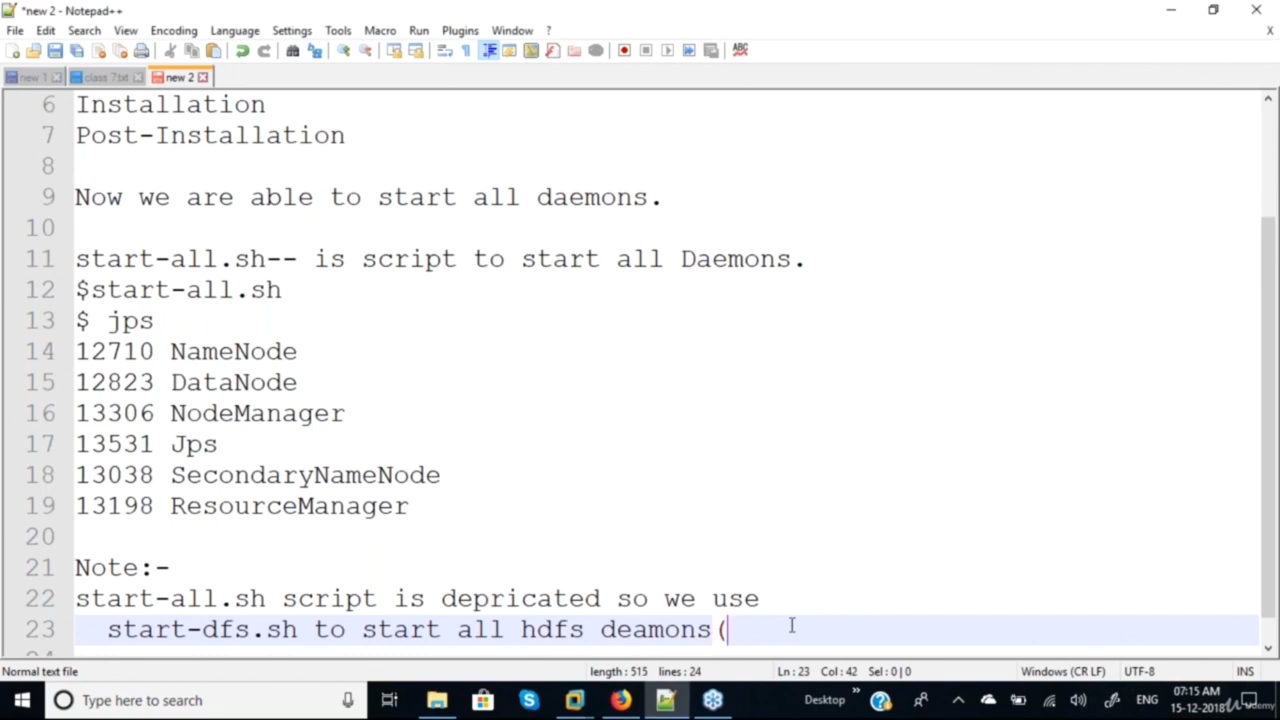 *new 2 - Notepad++
File Edit Search View Encoding Language Settings Tools Macro Run Plugins Window ? X
new 1 class 7.txt new 2
6 Installation
7 Post-Installation
8
9 Now we are able to start all daemons.
10
11 start-all.sh-- is script to start all Daemons.
12 $start-all.sh
13 $ jps
14 12710 NameNode
15 12823 DataNode
16 13306 NodeManager
17 13531 Jps
18 13038 SecondaryNameNode
19 13198 ResourceManager
20
21 Note:-
22 start-all.sh script is depricated so we use
23 start-dfs.sh to start all hdfs deamons(
Normal text file length : 515 lines : 24 Ln : 23 Col : 42 Sel : 0 | 0 Windows (CR LF) UTF-8 INS
Type here to search Desktop ENG 07:15 AM
15-12-2018
Udemy